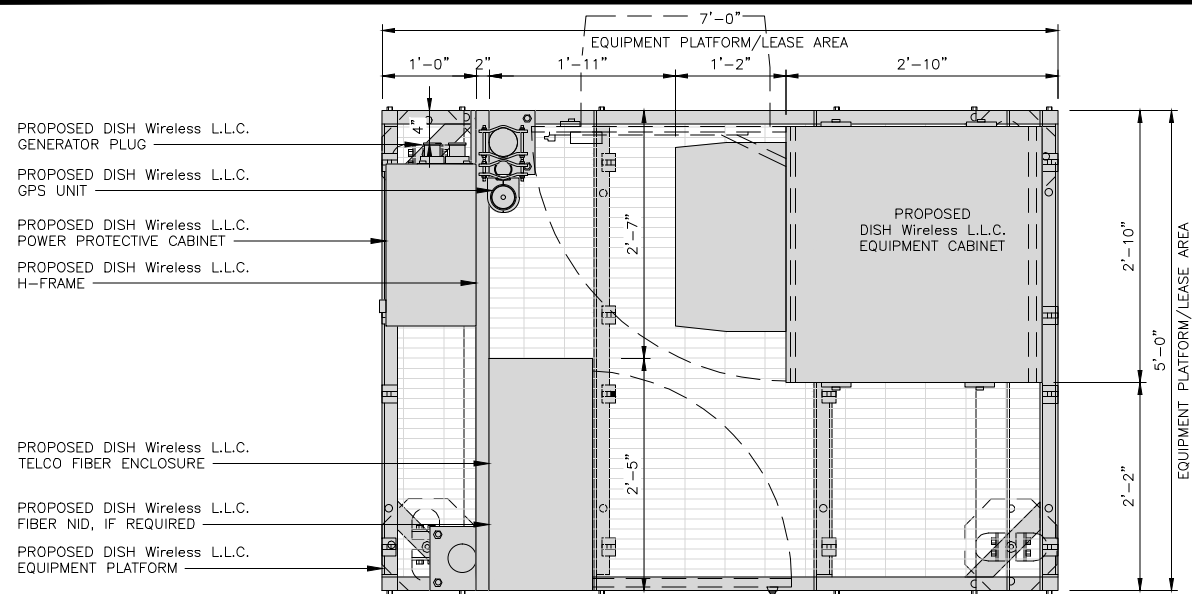 7'-0"
EQUIPMENT PLATFORM/LEASE AREA
1'-0"
2"
1'-11"
1'-2"
2'-10"
4"
PROPOSED DISH Wireless L.L.C.
GENERATOR PLUG
PROPOSED DISH Wireless L.L.C.
GPS UNIT
PROPOSED DISH Wireless L.L.C.
POWER PROTECTIVE CABINET
PROPOSED DISH Wireless L.L.C.
H-FRAME
PROPOSED DISH Wireless L.L.C.
TELCO FIBER ENCLOSURE
PROPOSED DISH Wireless L.L.C.
FIBER NID, IF REQUIRED
PROPOSED DISH Wireless L.L.C.
EQUIPMENT PLATFORM
2'-7"
2'-5"
PROPOSED
DISH Wireless L.L.C.
EQUIPMENT CABINET
2'-10"
2'-2"
5'-0"
EQUIPMENT PLATFORM/LEASE AREA